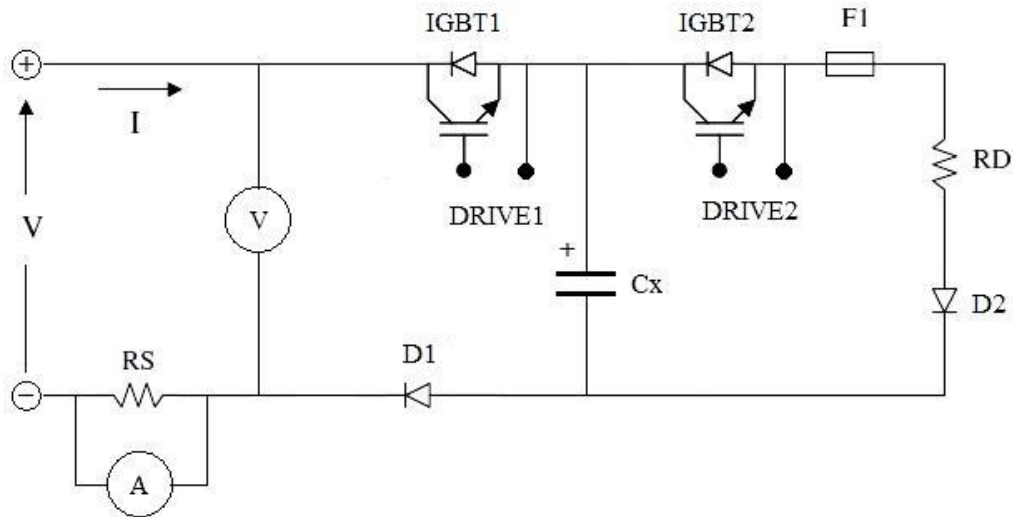 IGBT1
IGBT2
F1
+
I
RD
V
V
DRIVE1
DRIVE2
+
Cx
D2
D1
RS
−
A